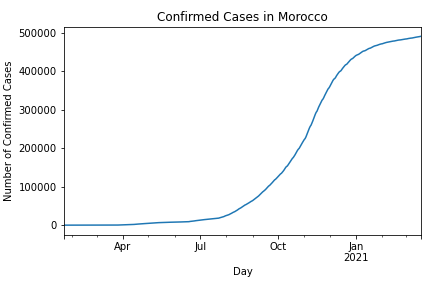 Confirmed Cases in Morocco
500000
400000
300000
200000
100000
0
Number of Confirmed Cases
Apr
Jul
Oct
Jan
2021
Day